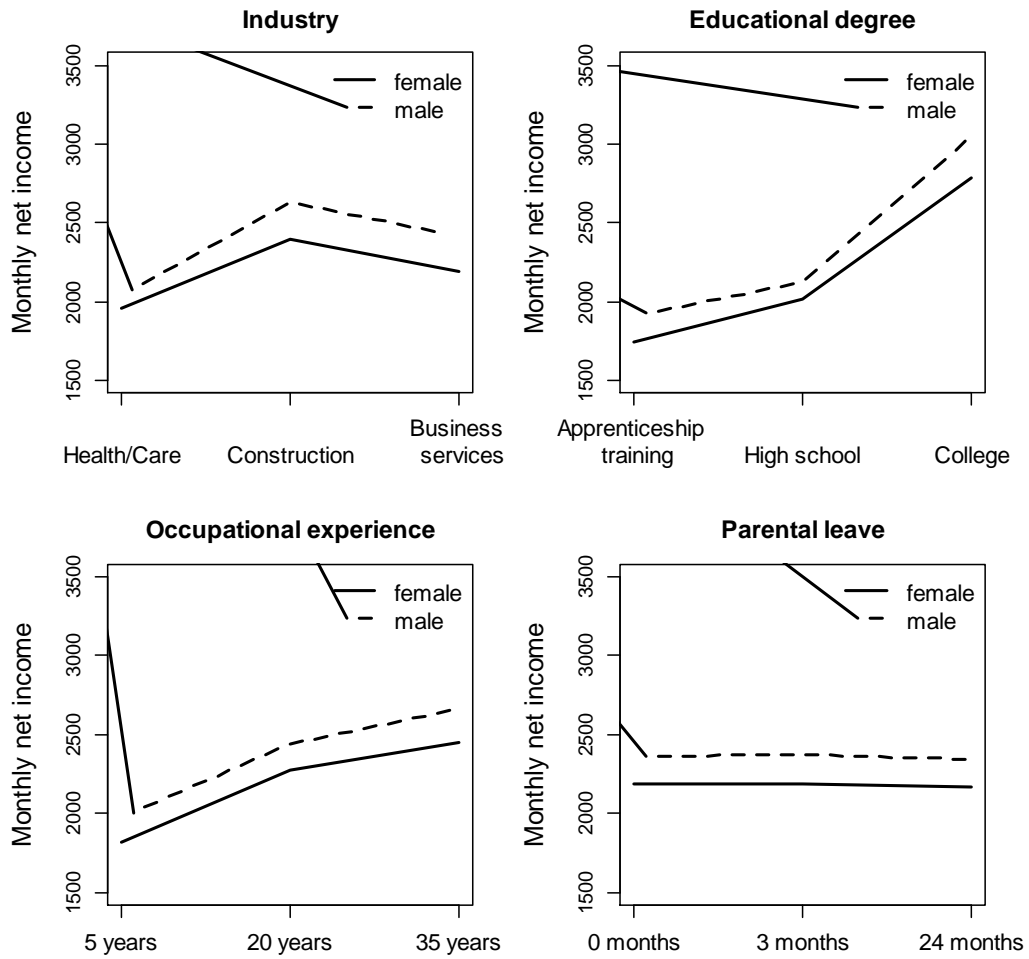 Industry
Monthly net income
3500
3000
2500
2000
1500
female
male
Health/Care
Construction
Business
services
Educational degree
Monthly net income
3500
3000
2500
2000
1500
female
male
Apprenticeship
training
High school
College
Occupational experience
Monthly net income
3500
3000
2500
2000
1500
female
male
5 years
20 years
35 years
Parental leave
Monthly net income
3500
3000
2500
2000
1500
female
male
0 months
3 months
24 months